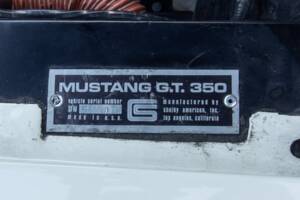 MUSTANG G.T. 350
vehicle serial number
S/N
made in u.s.a.
manufactured by
shelby american, inc.
los angeles, california